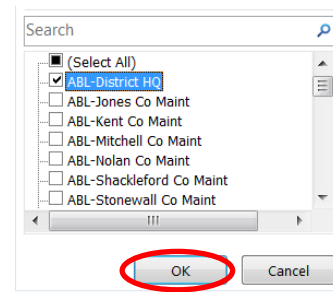 Search
(Select All)
ABL-District HQ
ABL-Jones Co Maint
ABL-Kent Co Maint
ABL-Mitchell Co Maint
ABL-Nolan Co Maint
ABL-Shackleford Co Maint
ABL-Stonewall Co Maint
OK Cancel